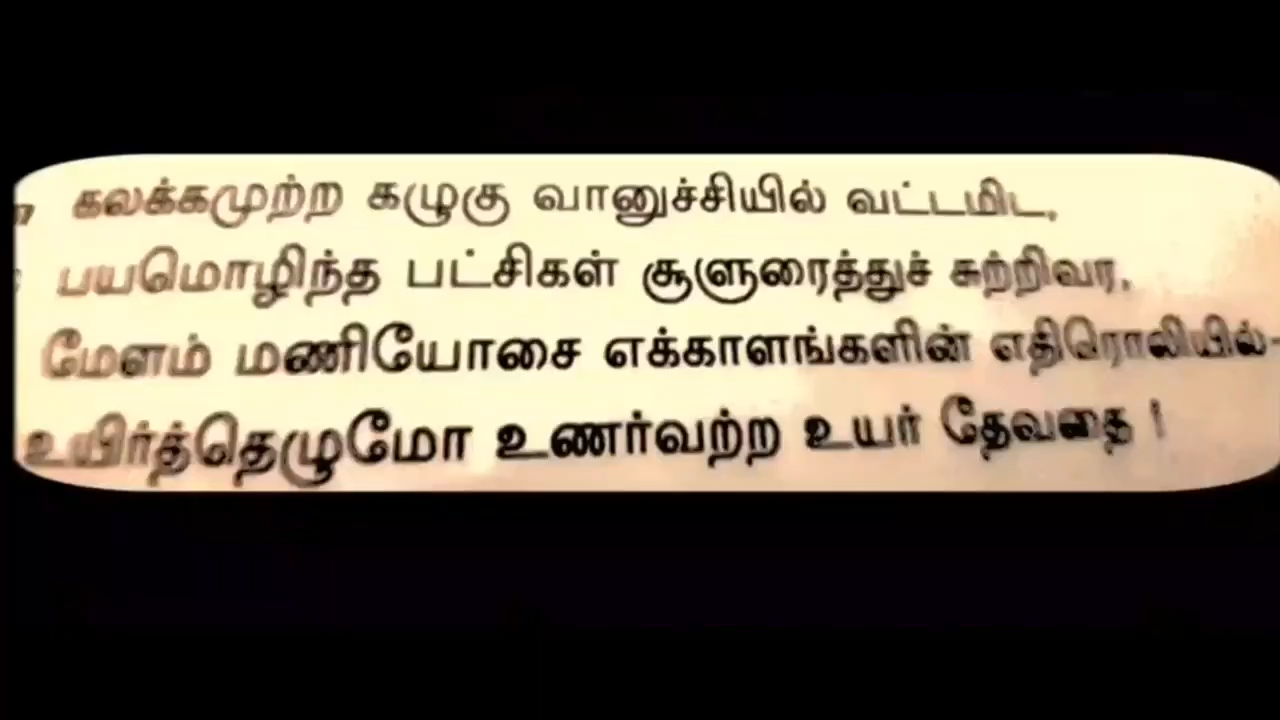 கலக்கமுற்ற கழுகு வானுச்சியில் வட்டமிட,
பயமொழிந்த பட்சிகள் சூளுரைத்துச் சுற்றிவர,
மேளம் மணியோசை எக்காளங்களின் எதிரொலியில்-
உயிர்த்தெழுமோ உணர்வற்ற உயர் தேவதை !